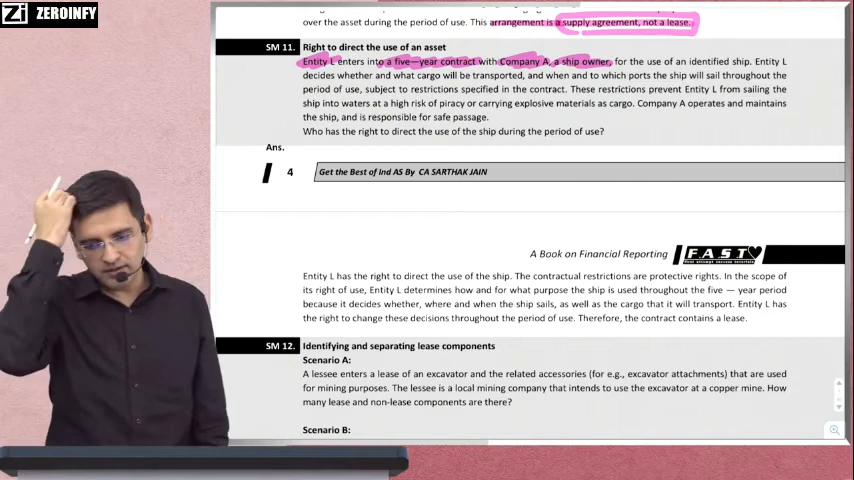 Zi ZEROINFY
over the asset during the period of use. This arrangement is a supply agreement, not a lease.
SM 11. Right to direct the use of an asset
Entity L enters into a five—year contract with Company A, a ship owner, for the use of an identified ship. Entity L
decides whether and what cargo will be transported, and when and to which ports the ship will sail throughout the
period of use, subject to restrictions specified in the contract. These restrictions prevent Entity L from sailing the
ship into waters at a high risk of piracy or carrying explosive materials as cargo. Company A operates and maintains
the ship, and is responsible for safe passage.
Who has the right to direct the use of the ship during the period of use?
Ans.
4 Get the Best of Ind AS By CA SARTHAK JAIN
A Book on Financial Reporting F.A.S.T
Entity L has the right to direct the use of the ship. The contractual restrictions are protective rights. In the scope of
its right of use, Entity L determines how and for what purpose the ship is used throughout the five — year period
because it decides whether, where and when the ship sails, as well as the cargo that it will transport. Entity L has
the right to change these decisions throughout the period of use. Therefore, the contract contains a lease.
SM 12. Identifying and separating lease components
Scenario A:
A lessee enters a lease of an excavator and the related accessories (for e.g., excavator attachments) that are used
for mining purposes. The lessee is a local mining company that intends to use the excavator at a copper mine. How
many lease and non-lease components are there?
Scenario B: